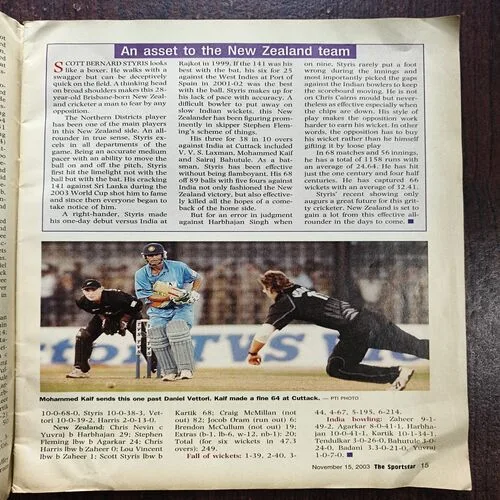 An asset to the New Zealand team
SCOTT BERNARD STYRIS looks
like a boxer. He walks with a
swagger but can be deceptively
quick on the field. A thinking head
on broad shoulders makes this 28-
year-old Brisbane-born New Zeal-
and cricketer a man to fear by any
opposition.
The Northern Districts player
has been one of the main players
in this New Zealand side. An all-
rounder in true sense, Styris ex-
cels in all departments of the
game. Being an accurate medium
pacer with an ability to move the
ball on and off the pitch, Styris
first hit the limelight not with the
ball but with the bat. His cracking
141 against Sri Lanka during the
2003 World Cup shot him to fame
and since then everyone began to
take notice of him.
A right-hander, Styris made
his one-day debut versus India at
Rajkot in 1999. If the 141 was his
best with the bat, his six for 25
against the West Indies at Port of
Spain in 2001-02 was the best
with the ball. Styris makes up for
his lack of pace with accuracy. A
difficult bowler to put away on
slow Indian wickets, this New
Zealander has been figuring prom-
inently in skipper Stephen Flem-
ing's scheme of things.
His three for 38 in 10 overs
against India at Cuttack included
V. V. S. Laxman, Mohammed Kaif
and Sairaj Bahutule. As a bat-
sman, Styris has been effective
without being flamboyant. His 68
off 89 balls with five fours against
India not only fashioned the New
Zealand victory, but also effective-
ly killed all the hopes of a come-
back of the home side.
But for an error in judgment
against Harbhajan Singh when
on nine, Styris rarely put a foot
wrong during the innings and
most importantly picked the gaps
against the Indian bowlers to keep
the scoreboard moving. He is not
on Chris Cairns mould but never-
theless as effective especially when
the chips are down. His style of
play makes the opposition work
harder to earn his wicket. In other
words, the opposition has to buy
his wicket rather than he himself
gifting it by loose play
In 68 matches and 56 innings,
he has a total of 1158 runs with
an average of 24.64. He has hit
just the one century and four half
centuries. He has captured 66
wickets with an average of 32.41.
Styris' recent showing only
augurs a great future for this grit-
ty cricketer. New Zealand is set to
gain a lot from this effective all-
rounder in the days to come.
TVS
Mohammed Kaif sends this one past Daniel Vettori. Kaif made a fine 64 at Cuttack. — PTI PHOTO
10-0-68-0, Styris 10-0-38-3, Vet-
tori 10-0-39-2, Harris 2-0-13-0.
New Zealand: Chris Nevin c
Yuvraj b Harbhajan 29; Stephen
Fleming lbw b Agarkar 24; Chris
Harris lbw b Zaheer 0; Lou Vincent
lbw b Zaheer 1; Scott Styris lbw b
Kartik 68; Craig McMillan (not
out) 82; Jacob Oram (run out) 6;
Brendon McCullum (not out) 19;
Extras (b-1, lb-6, w-12, nb-1) 20;
Total (for six wickets in 47.3
overs); 249.
Fall of wickets: 1-39, 2-40, 3-
44, 4-67, 5-195, 6-214.
India bowling: Zaheer 9-1-
49-2, Agarkar 8-0-41-1, Harbha-
jan 10-0-41-1, Kartik 10-1-34-1,
Tendulkar 3-0-26-0, Bahutule 3-0-
24-0, Badani 3.3-0-21-0, Yuvraj
1-0-7-0.
November 15, 2003 The Sportstar 15